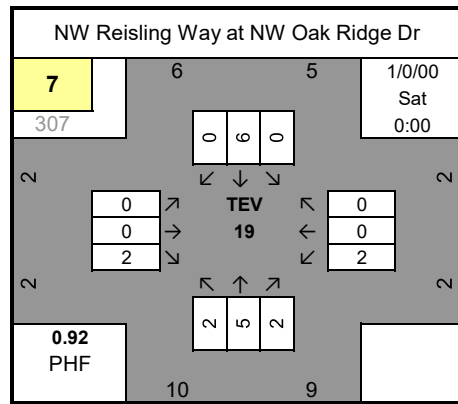 NW Reisling Way at NW Oak Ridge Dr
7
6 5
1/0/00
Sat
0:00
307
0 6 0
2 2
↙ ↓ ↘
0 ↗ TEV ↖ 0
0 → 19 ← 0
2 ↘ ↙ 2
↖ ↑ ↗
2 2
2 5 2
0.92
PHF
10 9